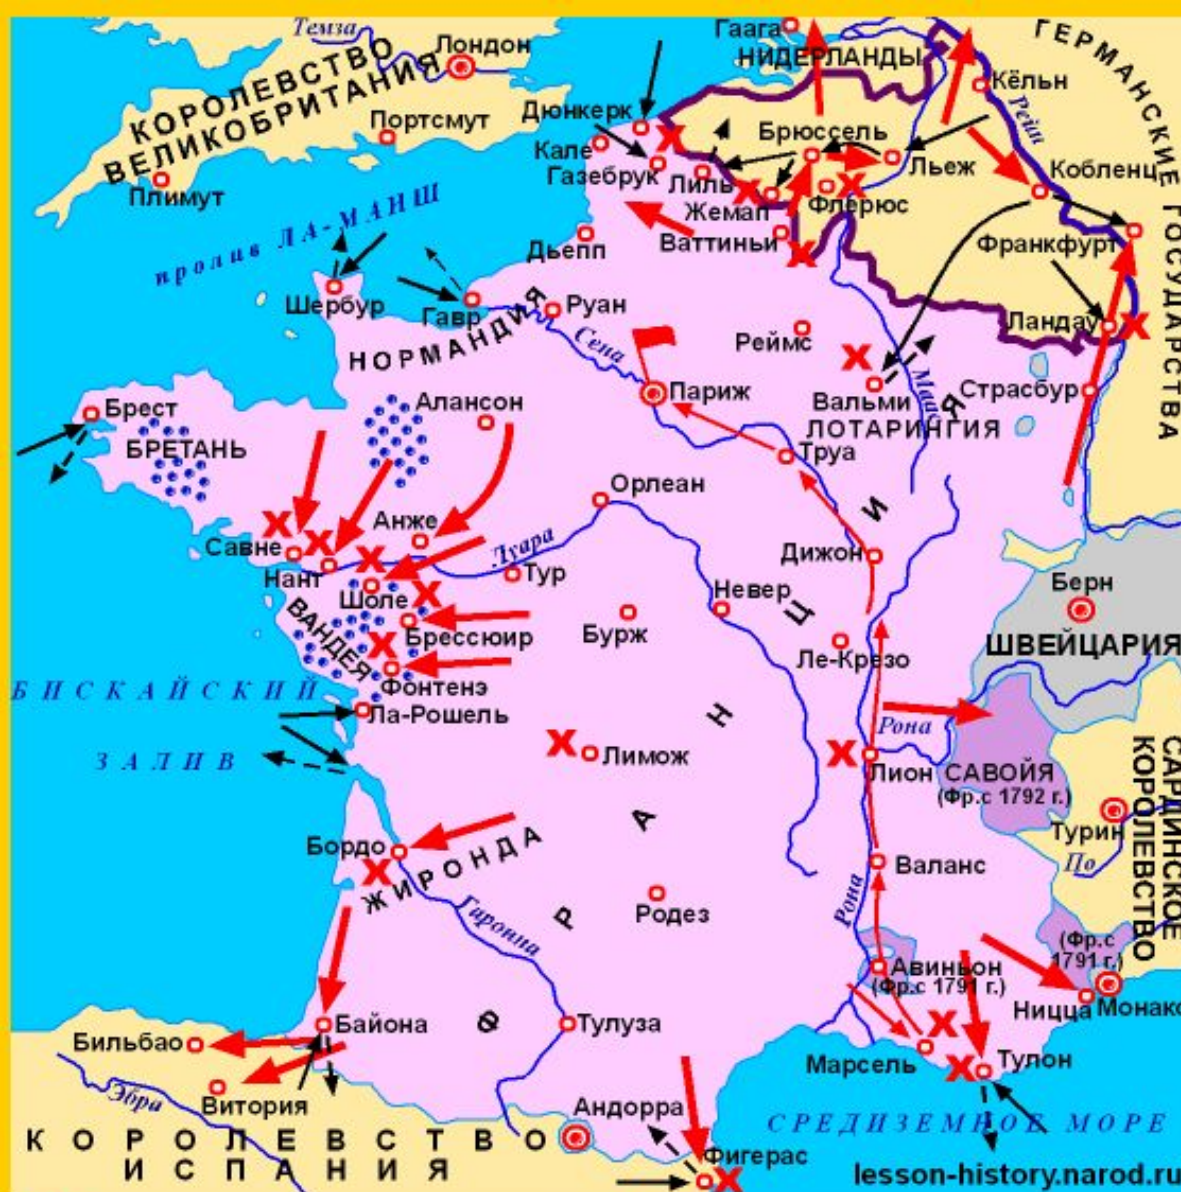 Темза
Лондон
КОРОЛЕВСТВО
ВЕЛИКОБРИТАНИЯ
Портсмут
Плимут
пролив ЛА-МАНШ
Гаага
НИДЕРЛАНДЫ
ГЕРМАНСКИЕ ГОСУДАРСТВА
Кёльн
Рейн
Дюнкерк
Брюссель
Кале
Газебрук
Лиль
Льеж
Кобленц
Жемап
Флерюс
Дьепп
Ваттиньи
Франкфурт
Шербур
Гавр
Руан
НОРМАНДИЯ
Сена
Реймс
Ландау
Париж
Вальми
Маас
Страсбур
ЛОТАРИНГИЯ
Брест
БРЕТАНЬ
Алансон
Труа
Орлеан
Анже
Савне
Нант
Луара
Тур
Дижон
Шоле
ВАНДЕЯ
Брессюир
Бурж
Невер
Берн
ШВЕЙЦАРИЯ
Ле-Крезо
Фонтенэ
БИСКАЙСКИЙ
ЗАЛИВ
Ла-Рошель
Лимож
Рона
Лион
САВОЙЯ
(Фр.с 1792 г.)
САРДИНСКОЕ
КОРОЛЕВСТВО
Турин
По
Бордо
ЖИРОНДА
Валанс
Гаронна
Родез
Рона
ФРАНЦИЯ
Авиньон
(Фр.с 1791 г.)
(Фр.с
1791 г.)
Ницца
Монако
Бильбао
Байона
Тулуза
Марсель
Тулон
Эбра
Витория
Андорра
КОРОЛЕВСТВО
ИСПАНИЯ
Фигерас
СРЕДИЗЕМНОЕ МОРЕ
lesson-history.narod.ru